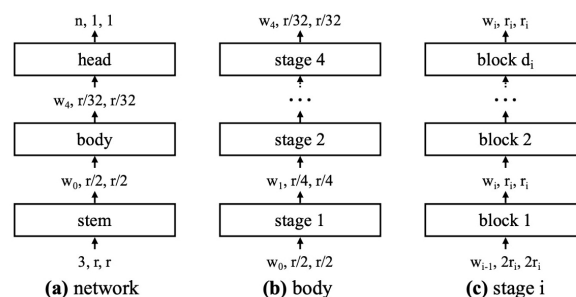 n, 1, 1
head
w4, r/32, r/32
body
w0, r/2, r/2
stem
3, r, r
(a) network
w4, r/32, r/32
stage 4
...
stage 2
w1, r/4, r/4
stage 1
w0, r/2, r/2
(b) body
wi, ri, ri
block di
...
block 2
wi, ri, ri
block 1
wi-1, 2ri, 2ri
(c) stage i